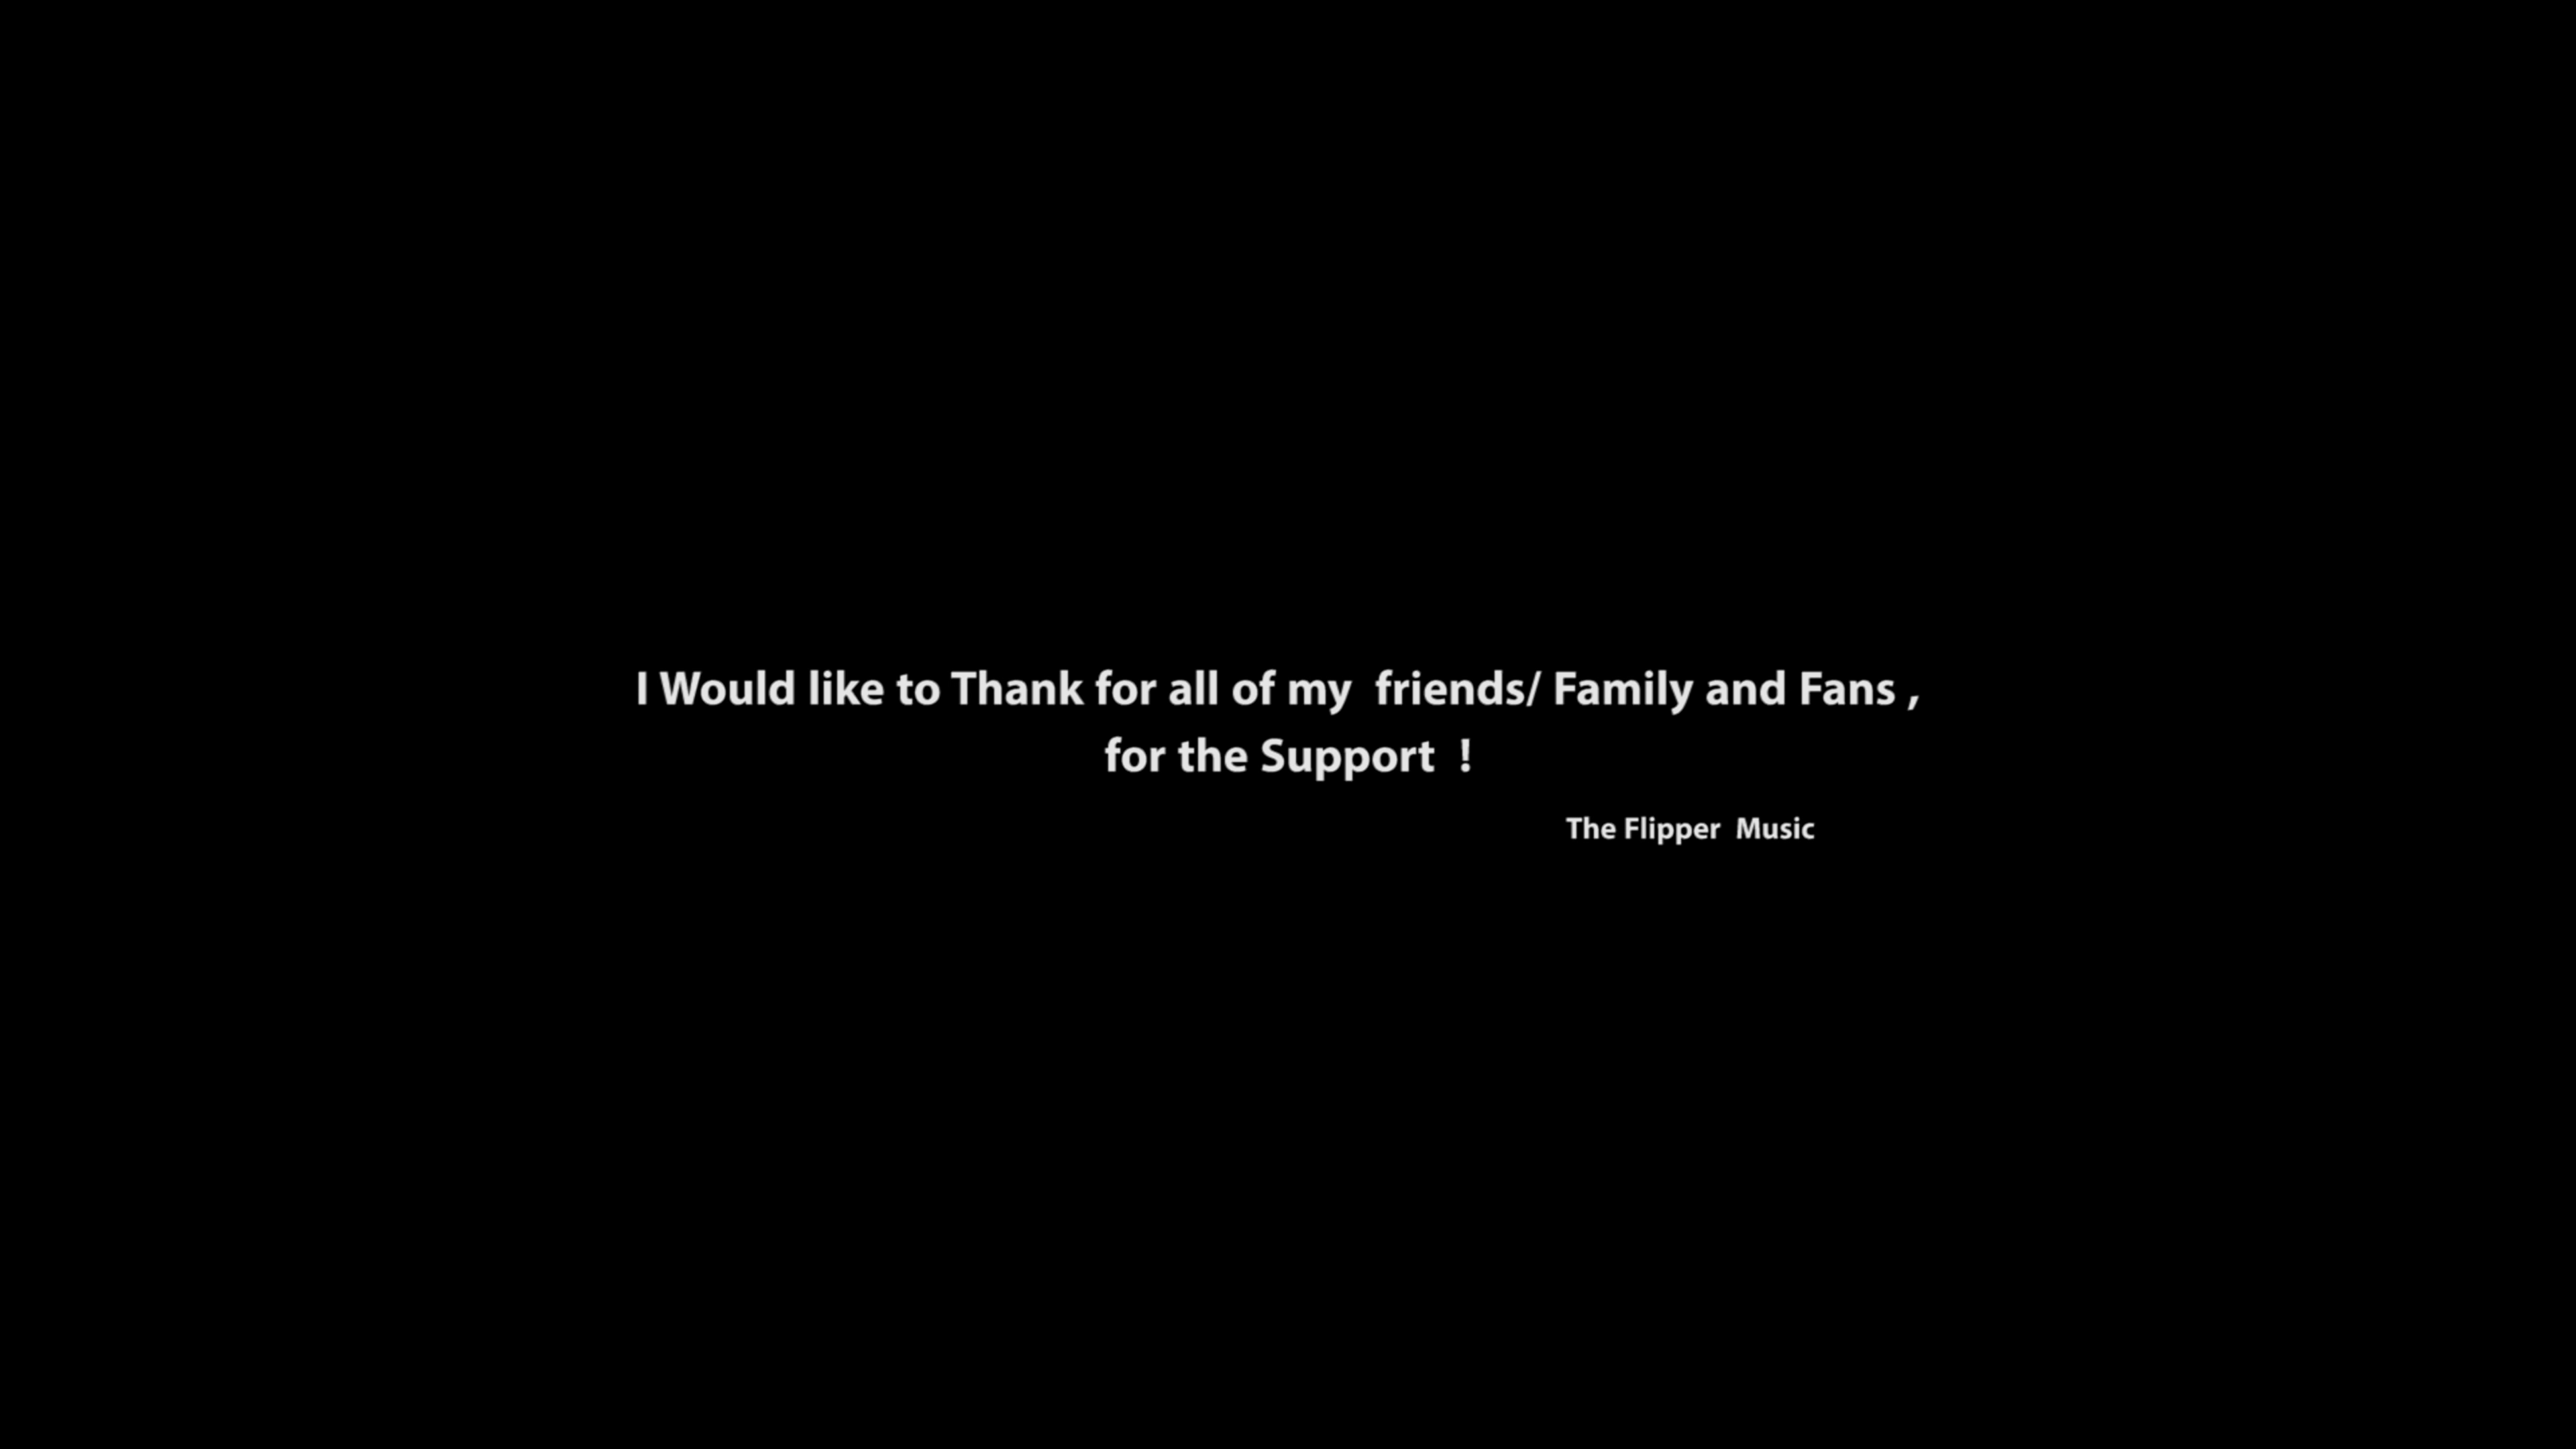 I Would like to Thank for all of my  friends/ Family and Fans ,
for the Support  !
The Flipper  Music